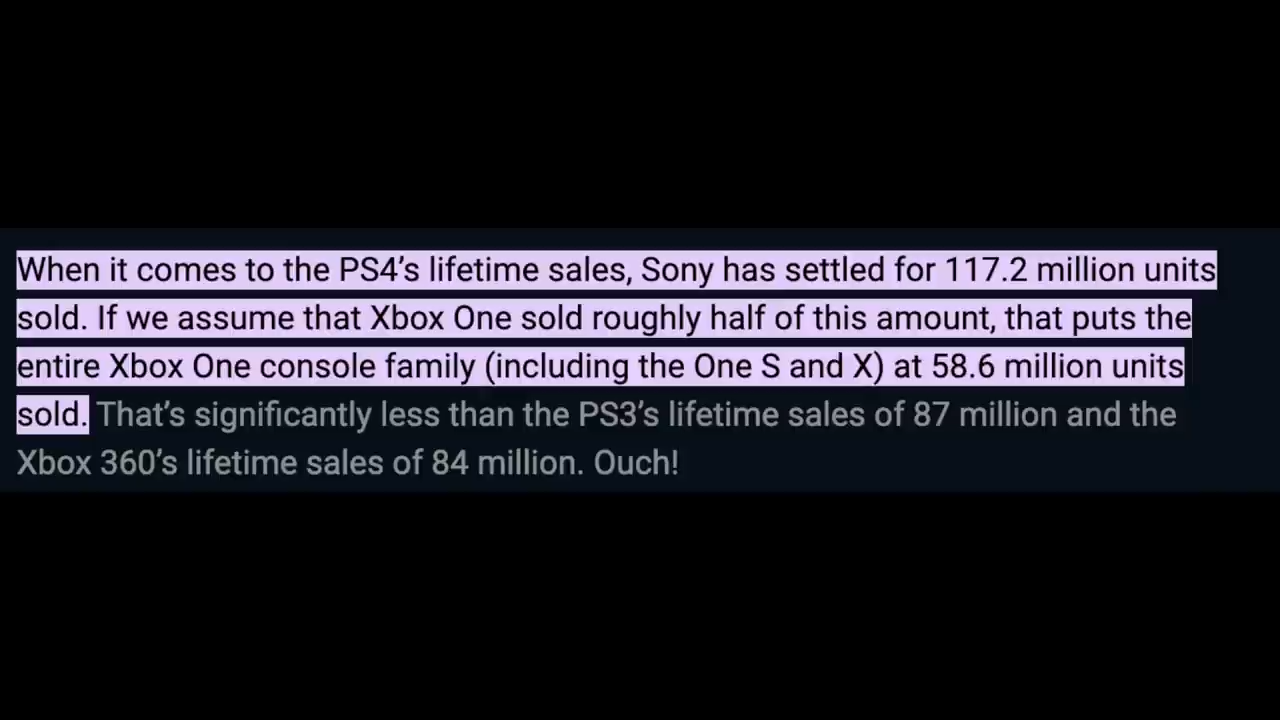 When it comes to the PS4’s lifetime sales, Sony has settled for 117.2 million units
sold. If we assume that Xbox One sold roughly half of this amount, that puts the
entire Xbox One console family (including the One S and X) at 58.6 million units
sold. That’s significantly less than the PS3’s lifetime sales of 87 million and the
Xbox 360’s lifetime sales of 84 million. Ouch!